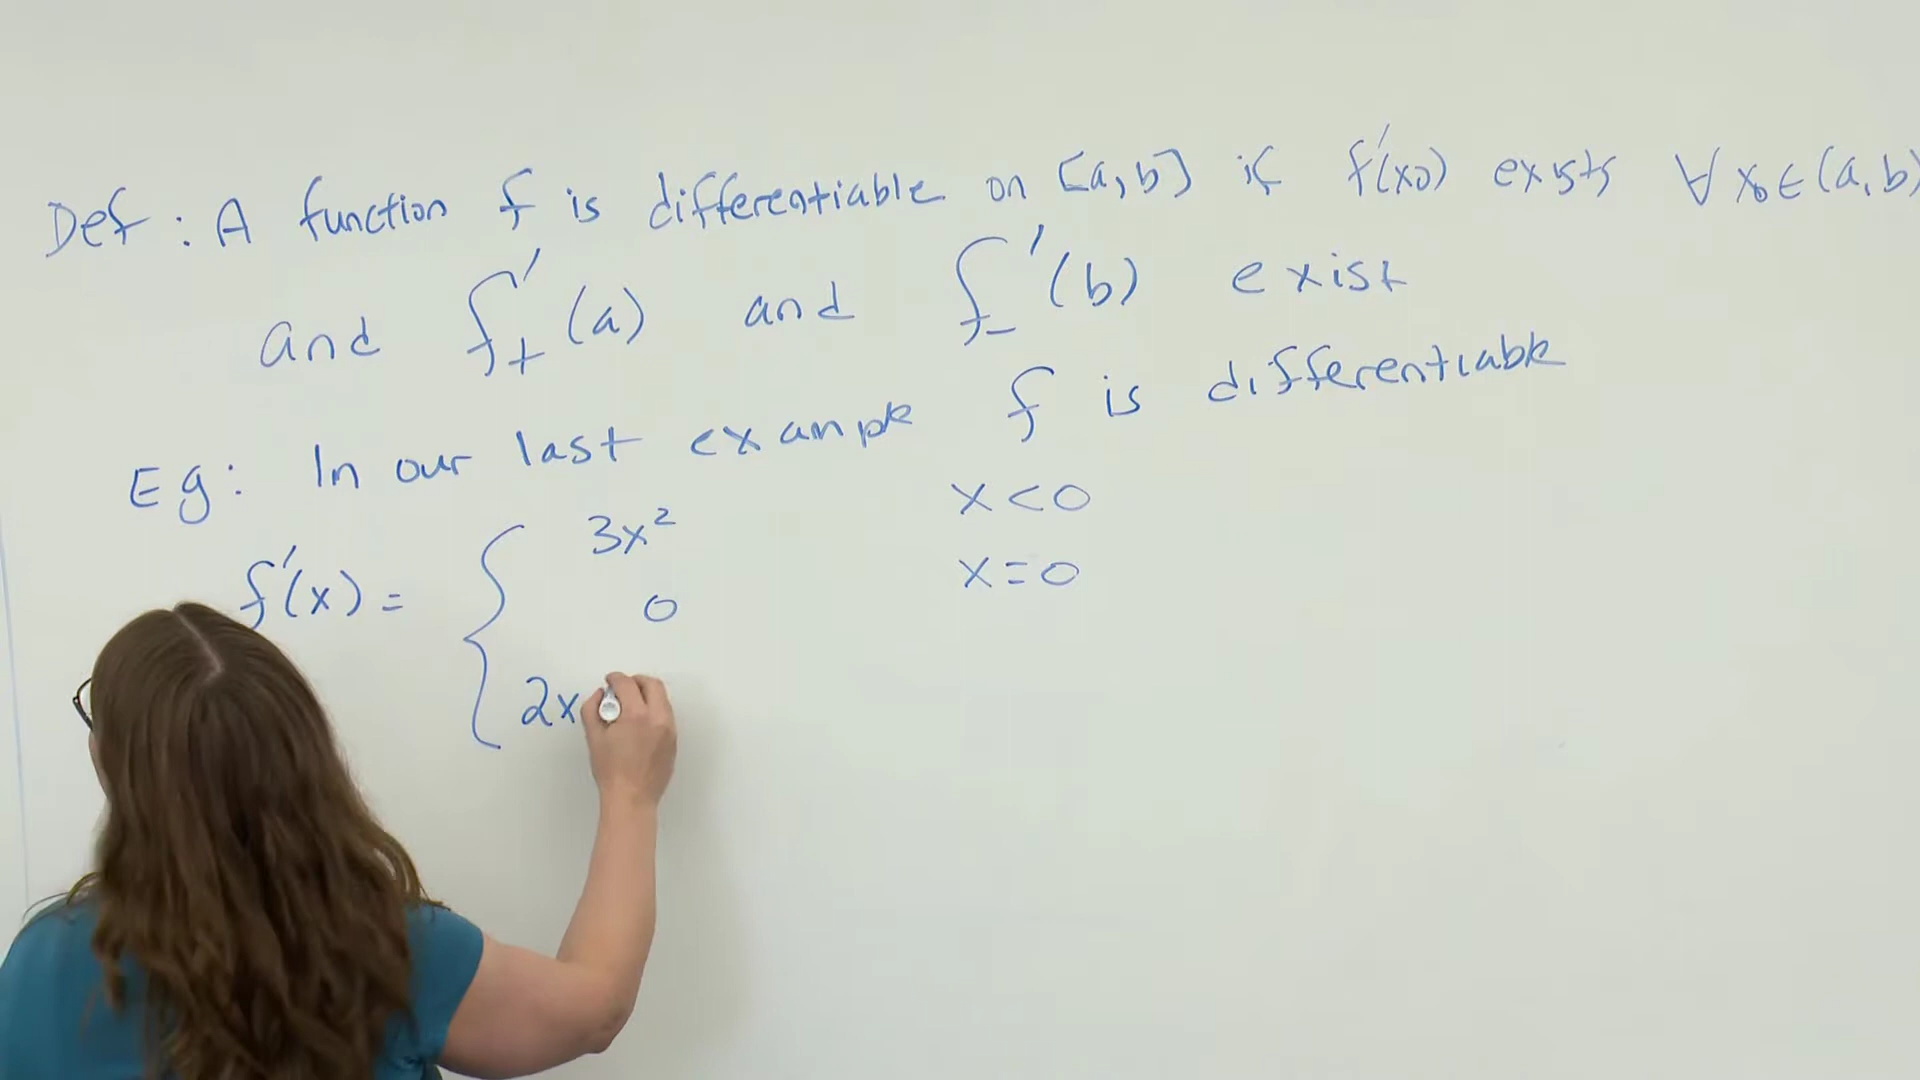 Def: A function f is differentiable on [a,b] if f'(x₀) exists ∀ x₀∈(a,b)
and f₊'(a) and f₋'(b) exist
Eg: In our last example f is differentiable
f'(x) = { 3x² x<0
0 x=0
2x